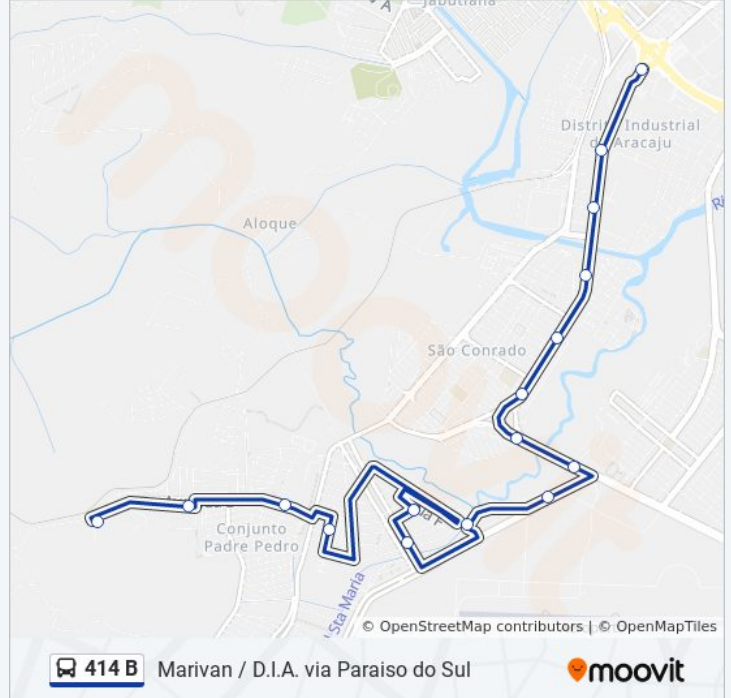 Jabutiana
A
Distrito Industrial
de Aracaju
Aloque
São Conrado
Conjunto
Padre Pedro
Sta Maria
© OpenStreetMap contributors | © OpenMapTiles
414 B Marivan / D.I.A. via Paraiso do Sul
moovit